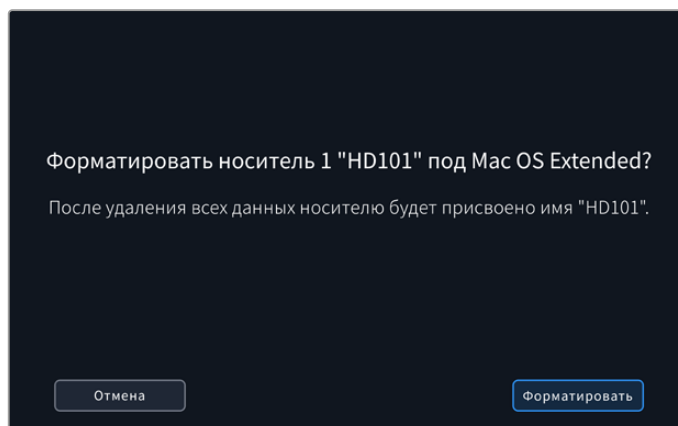 Форматировать носитель 1 "HD101" под Mac OS Extended?
После удаления всех данных носителю будет присвоено имя "HD101".
Отмена
Форматировать